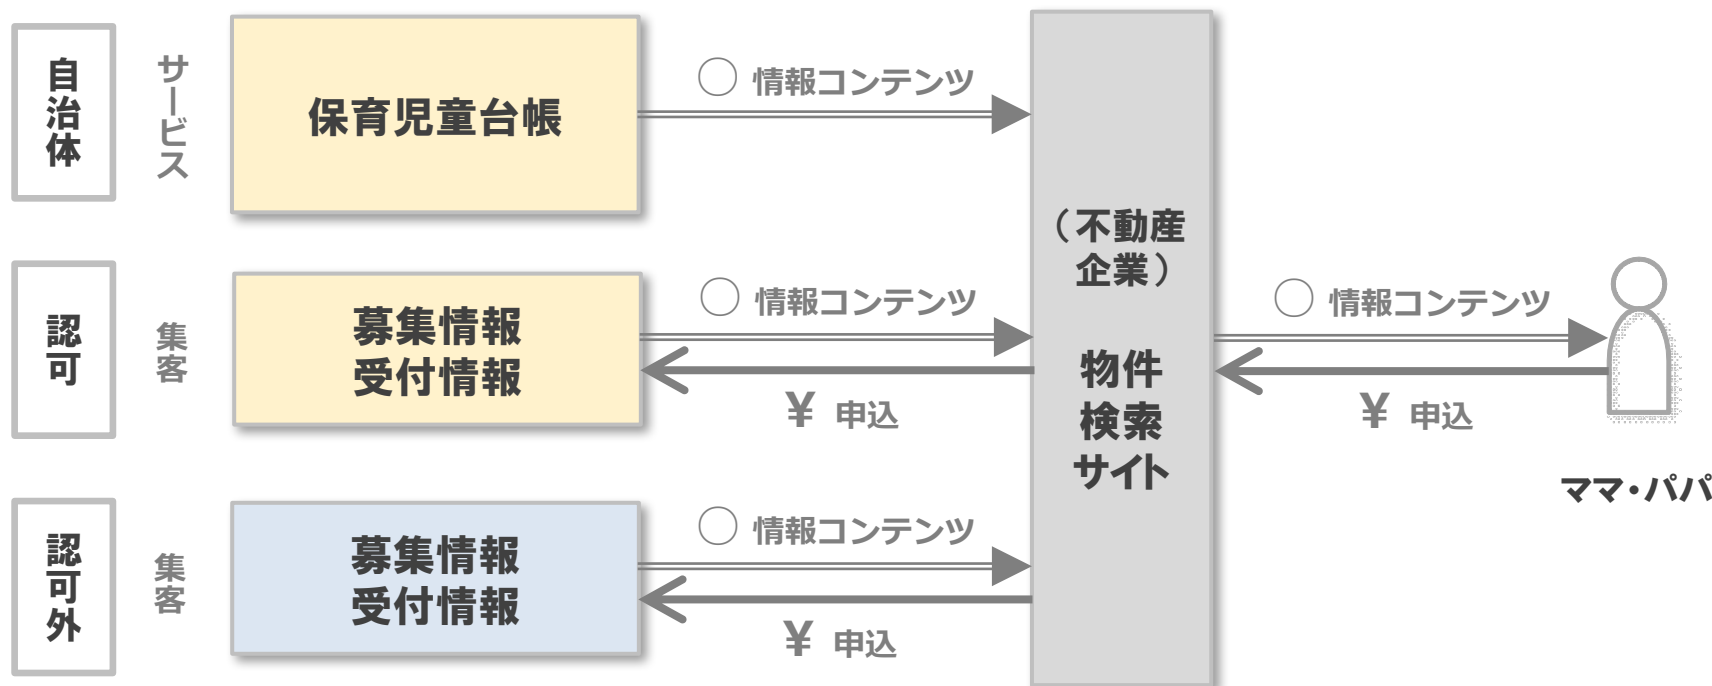 自治体
サービス
保育児童台帳
○ 情報コンテンツ
認可
集客
募集情報
受付情報
○ 情報コンテンツ
¥ 申込
認可外
集客
募集情報
受付情報
○ 情報コンテンツ
¥ 申込
（不動産
企業）
物件
検索
サイト
○ 情報コンテンツ
¥ 申込
ママ・パパ